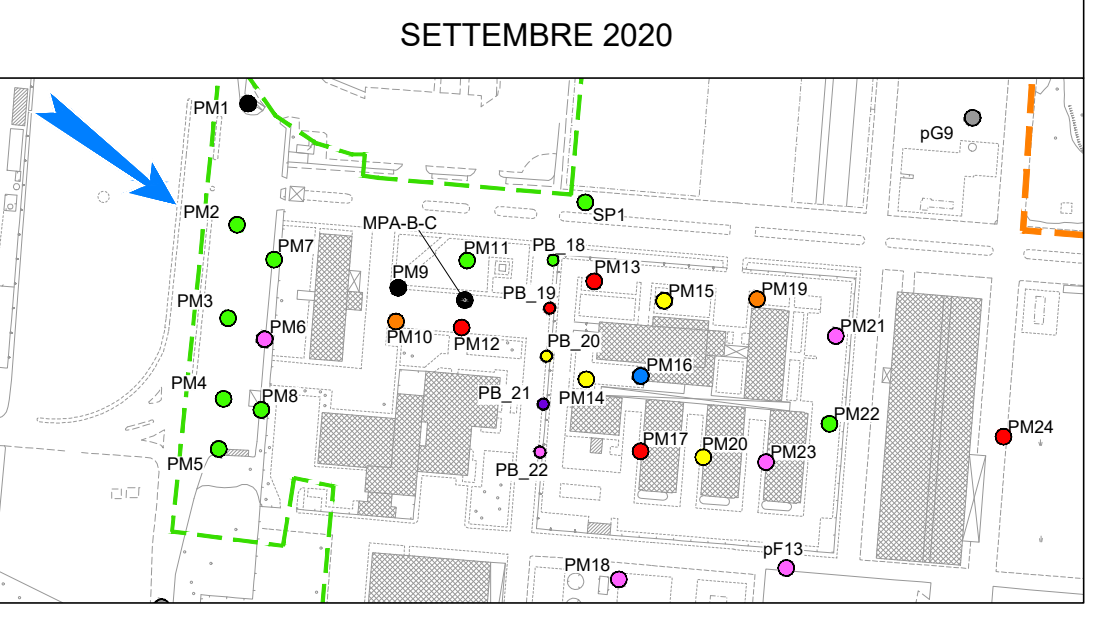 SETTEMBRE 2020
PM1
pG9
PM2
SP1
MPA-B-C
PM7
PM11
PB_18
PM9
PM13
PB_19
PM15
PM19
PM3
PM6
PM10
PM12
PB_20
PM21
PM16
PM4
PM8
PB_21
PM14
PM22
PM5
PB_22
PM17
PM20
PM23
PM24
PM18
pF13